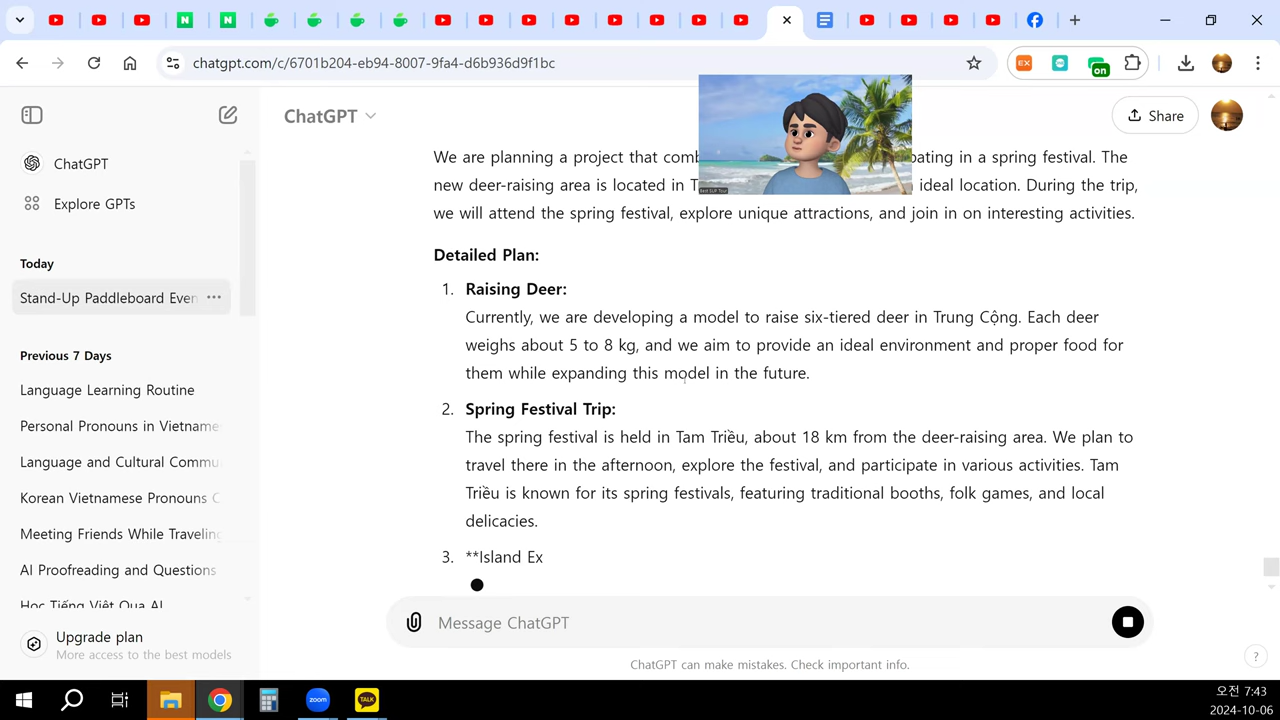 on
chatgpt.com/c/6701b204-eb94-8007-9fa4-d6b936d9f1bc
ChatGPT
Share
ChatGPT
Explore GPTs
Today
Stand-Up Paddleboard Even
Previous 7 Days
Language Learning Routine
Personal Pronouns in Vietname
Language and Cultural Commu
Korean Vietnamese Pronouns C
Meeting Friends While Traveling
AI Proofreading and Questions
Học Tiếng Việt Qua AI
Upgrade plan
More access to the best models
We are planning a project that comb pating in a spring festival. The
new deer-raising area is located in T ideal location. During the trip,
we will attend the spring festival, explore unique attractions, and join in on interesting activities.
Detailed Plan:
1. Raising Deer:
Currently, we are developing a model to raise six-tiered deer in Trung Cộng. Each deer
weighs about 5 to 8 kg, and we aim to provide an ideal environment and proper food for
them while expanding this model in the future.
2. Spring Festival Trip:
The spring festival is held in Tam Triều, about 18 km from the deer-raising area. We plan to
travel there in the afternoon, explore the festival, and participate in various activities. Tam
Triều is known for its spring festivals, featuring traditional booths, folk games, and local
delicacies.
3. **Island Ex
Message ChatGPT
ChatGPT can make mistakes. Check important info.
?
zoom
TALK
오전 7:43
2024-10-06